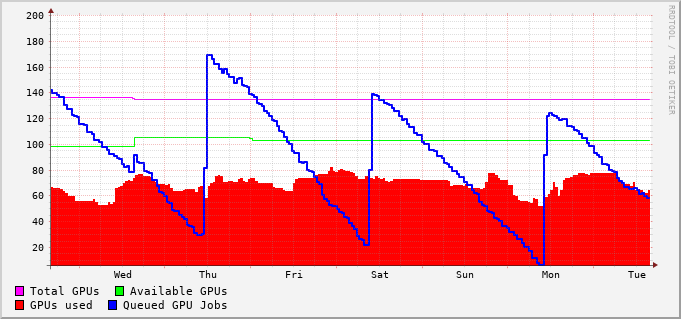 200
180
160
140
120
100
80
60
40
20
Wed Thu Fri Sat Sun Mon Tue
Total GPUs Available GPUs
GPUs used Queued GPU Jobs
RRDTOOL / TOBI OETIKER